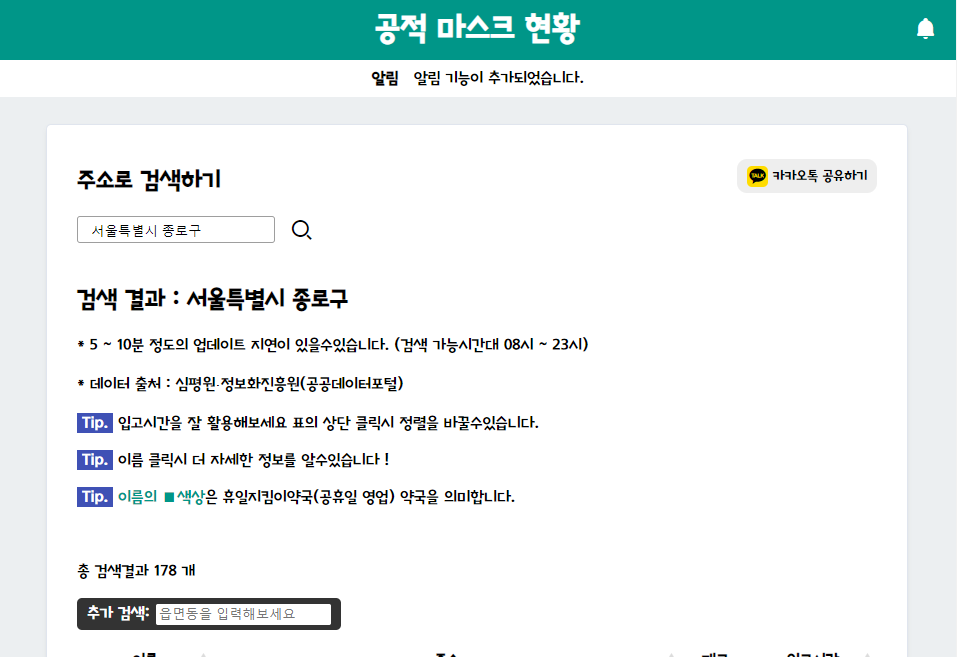 공적 마스크 현황
알림 알림 기능이 추가되었습니다.
주소로 검색하기
TALK 카카오톡 공유하기
서울특별시 종로구
검색 결과 : 서울특별시 종로구
* 5 ~ 10분 정도의 업데이트 지연이 있을수있습니다. (검색 가능시간대 08시 ~ 23시)
* 데이터 출처 : 심평원·정보화진흥원(공공데이터포털)
Tip. 입고시간을 잘 활용해보세요 표의 상단 클릭시 정렬을 바꿀수있습니다.
Tip. 이름 클릭시 더 자세한 정보를 알수있습니다 !
Tip. 이름의 ■색상은 휴일지킴이약국(공휴일 영업) 약국을 의미합니다.
총 검색결과 178 개
추가 검색: 읍면동을 입력해보세요